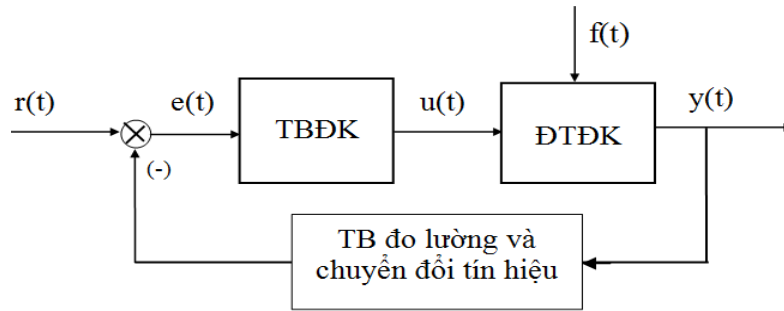 f(t)
r(t)
e(t)
u(t)
y(t)
TBĐK
ĐTĐK
(-)
TB đo lường và
chuyển đổi tín hiệu